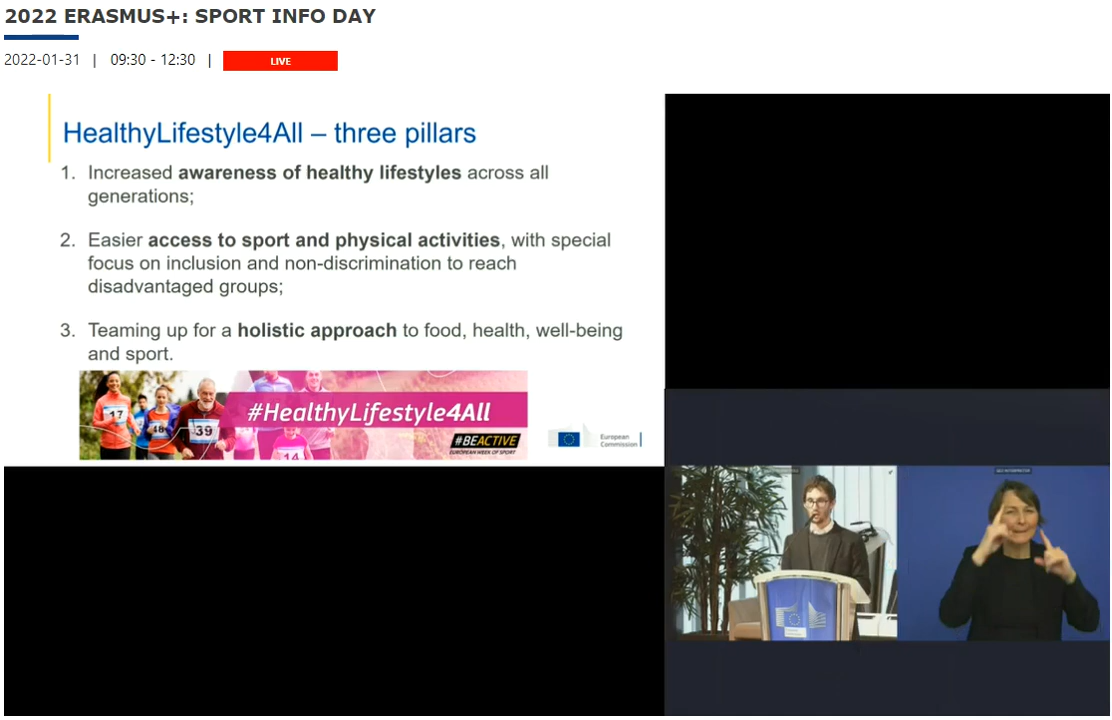 2022 ERASMUS+: SPORT INFO DAY
2022-01-31 | 09:30 - 12:30 | LIVE
HealthyLifestyle4All – three pillars
1. Increased awareness of healthy lifestyles across all
generations;
2. Easier access to sport and physical activities, with special
focus on inclusion and non-discrimination to reach
disadvantaged groups;
3. Teaming up for a holistic approach to food, health, well-being
and sport.
17
48
39
14
#HealthyLifestyle4All
#BEACTIVE
EUROPEAN WEEK OF SPORT
European
Commission